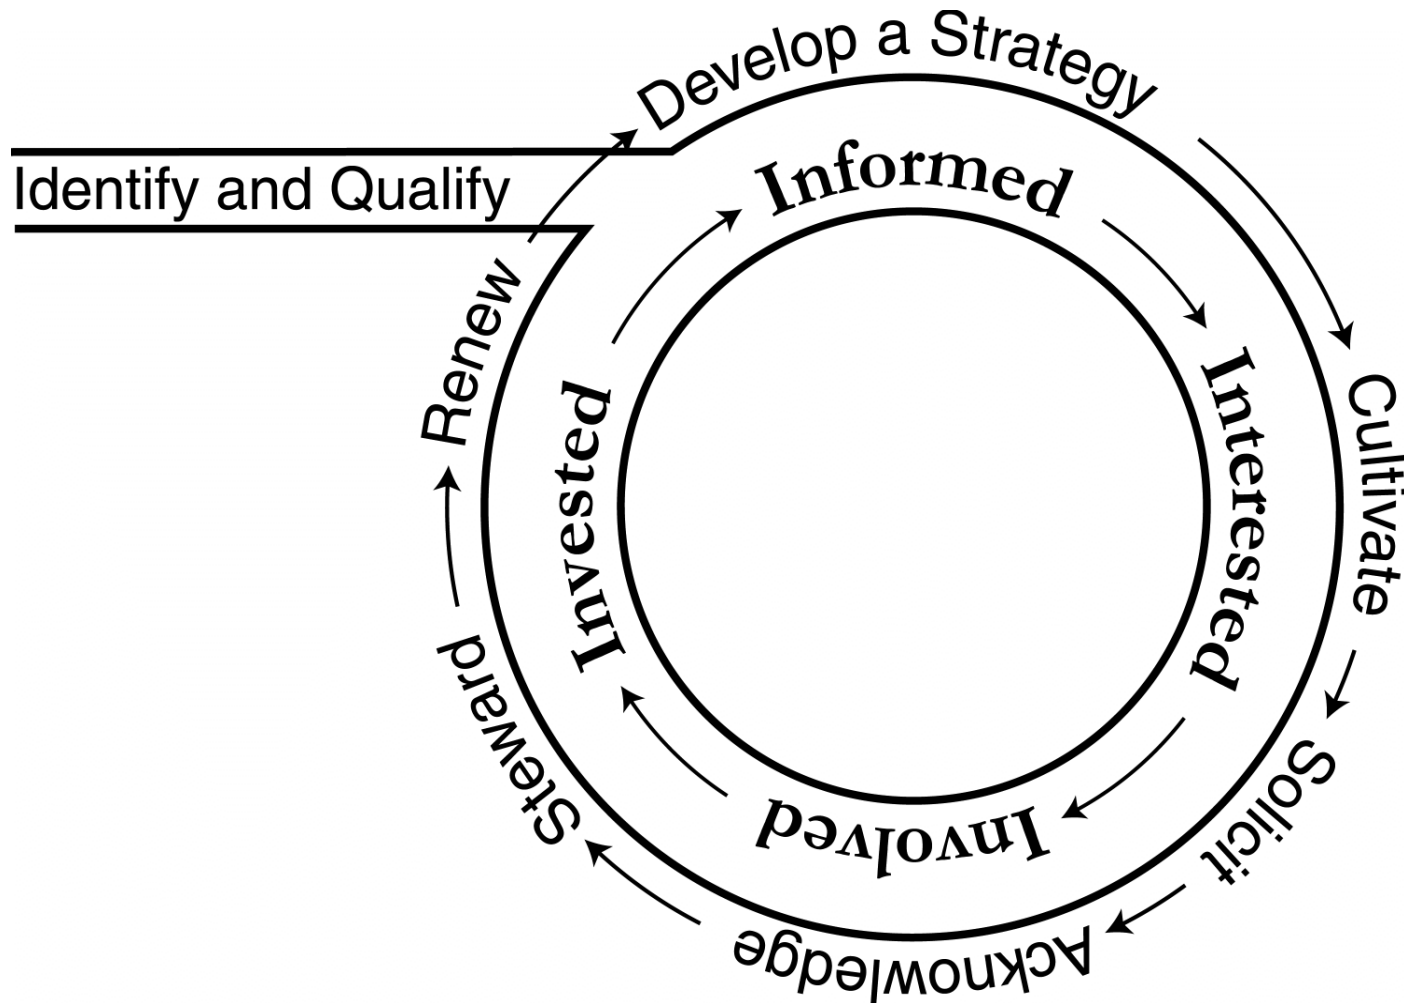 Identify and Qualify
Develop a Strategy
Cultivate
Solicit
Acknowledge
Steward
Renew
Informed
Interested
Involved
Invested